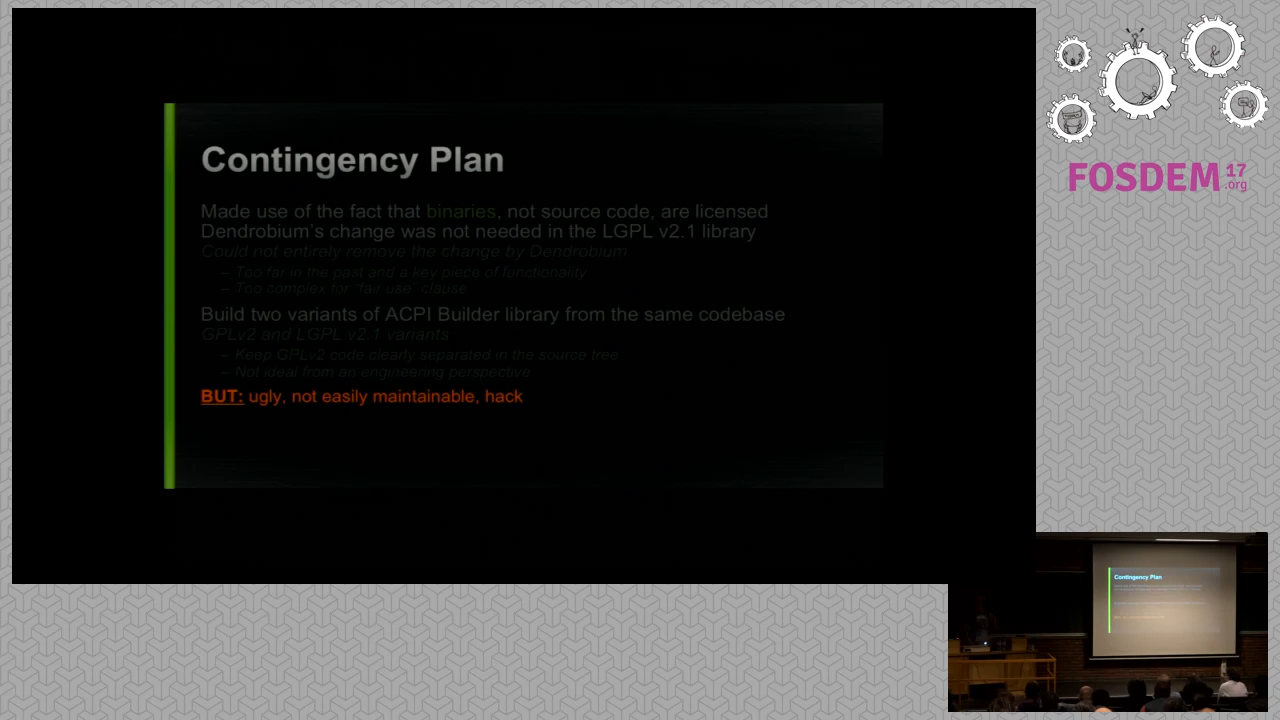 Contingency Plan
Made use of the fact that binaries, not source code, are licensed
Dendrobium's change was not needed in the LGPL v2.1 library
Could not entirely remove the change by Dendrobium
– Too far in the past and a key piece of functionality
– Too complex for "fair use" clause
Build two variants of ACPI Builder library from the same codebase
GPLv2 and LGPL v2.1 variants
– Keep GPLv2 code clearly separated in the source tree
– Not ideal from an engineering perspective
BUT: ugly, not easily maintainable, hack
FOSDEM 17
.org
Contingency Plan